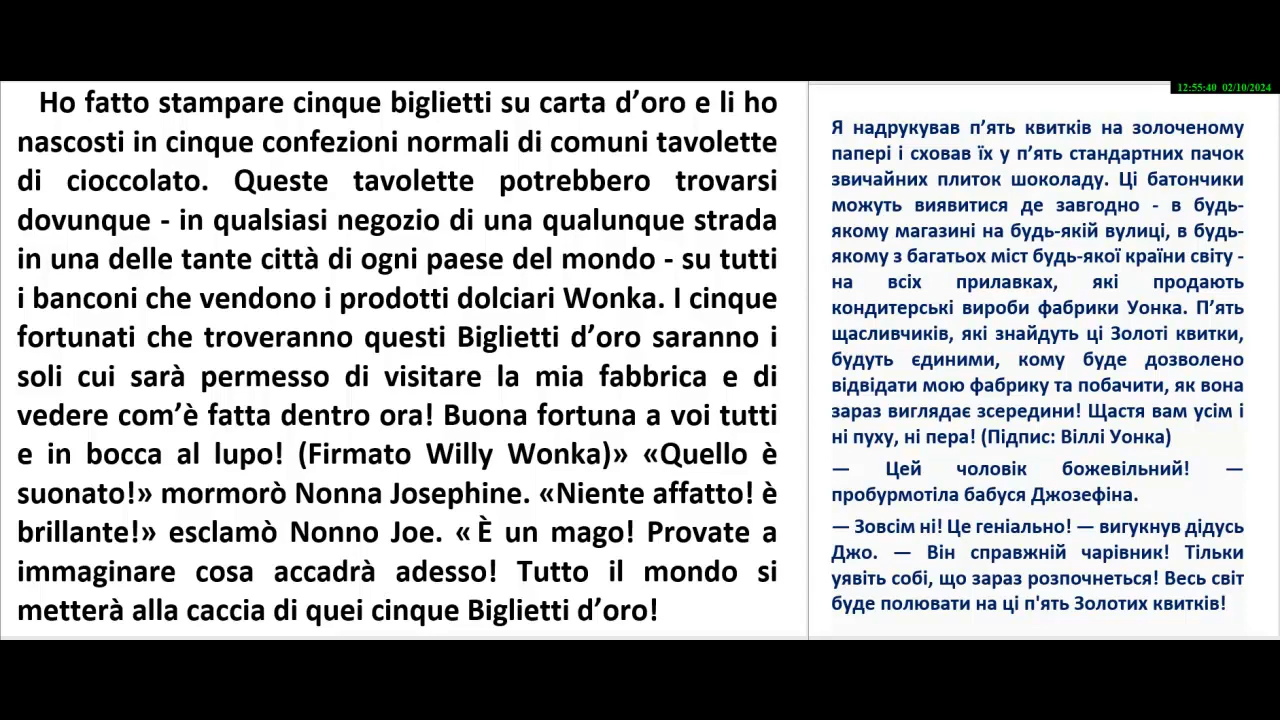 Ho fatto stampare cinque biglietti su carta d’oro e li ho
nascosti in cinque confezioni normali di comuni tavolette
di cioccolato. Queste tavolette potrebbero trovarsi
dovunque - in qualsiasi negozio di una qualunque strada
in una delle tante città di ogni paese del mondo - su tutti
i banconi che vendono i prodotti dolciari Wonka. I cinque
fortunati che troveranno questi Biglietti d’oro saranno i
soli cui sarà permesso di visitare la mia fabbrica e di
vedere com’è fatta dentro ora! Buona fortuna a voi tutti
e in bocca al lupo! (Firmato Willy Wonka)» «Quello è
suonato!» mormorò Nonna Josephine. «Niente affatto! è
brillante!» esclamò Nonno Joe. « È un mago! Provate a
immaginare cosa accadrà adesso! Tutto il mondo si
metterà alla caccia di quei cinque Biglietti d’oro!
12:55:40 02/10/2024
Я надрукував п’ять квитків на золоченому
папері і сховав їх у п’ять стандартних пачок
звичайних плиток шоколаду. Ці батончики
можуть виявитися де завгодно - в будь-
якому магазині на будь-якій вулиці, в будь-
якому з багатьох міст будь-якої країни світу -
на всіх прилавках, які продають
кондитерські вироби фабрики Уонка. П’ять
щасливчиків, які знайдуть ці Золоті квитки,
будуть єдиними, кому буде дозволено
відвідати мою фабрику та побачити, як вона
зараз виглядає зсередини! Щастя вам усім і
ні пуху, ні пера! (Підпис: Віллі Уонка)
— Цей чоловік божевільний! —
пробурмотіла бабуся Джозефіна.
— Зовсім ні! Це геніально! — вигукнув дідусь
Джо. — Він справжній чарівник! Тільки
уявіть собі, що зараз розпочнеться! Весь світ
буде полювати на ці п'ять Золотих квитків!